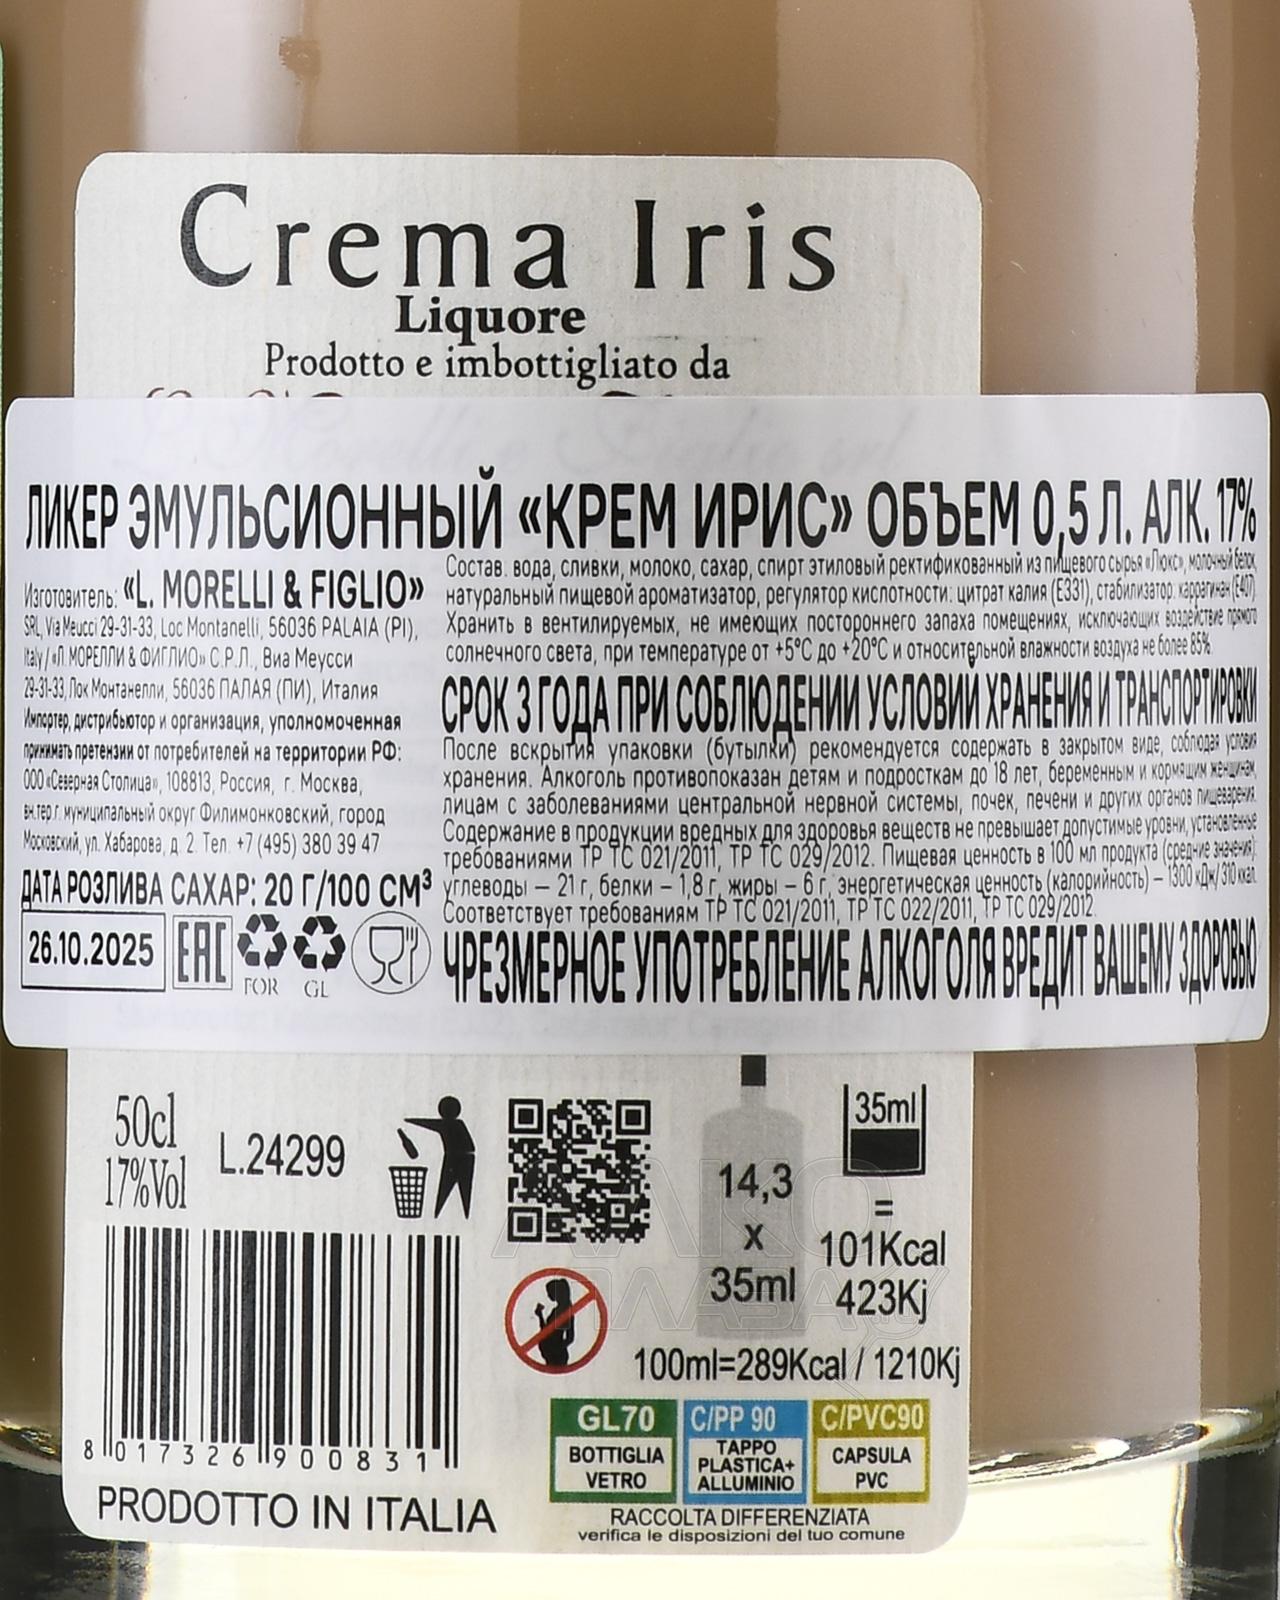 Crema Iris
Liquore
Prodotto e imbottigliato da
L. Morelli e Figlio srl
ЛИКЕР ЭМУЛЬСИОННЫЙ «КРЕМ ИРИС» ОБЪЕМ 0,5 Л. АЛК. 17%
Изготовитель: «L. MORELLI & FIGLIO»
SRL, Via Meucci 29-31-33, Loc Montanelli, 56036 PALAIA (PI),
Italy / «Л. МОРЕЛЛИ & ФИГЛИО» С.Р.Л., Виа Меусси
29-31-33, Лок Монтанелли, 56036 ПАЛАЯ (ПИ), Италия
Импортер, дистрибьютор и организация, уполномоченная
принимать претензии от потребителей на территории РФ:
ООО «Северная Столица», 108813, Россия, г. Москва,
вн.тер.г. муниципальный округ Филимонковский, город
Московский, ул. Хабарова, д. 2. Тел. +7 (495) 380 39 47
ДАТА РОЗЛИВА САХАР: 20 Г/100 СМ³
26.10.2025
EAC
FOR
GL
Состав: вода, сливки, молоко, сахар, спирт этиловый ректификованный из пищевого сырья «Люкс», молочный белок,
натуральный пищевой ароматизатор, регулятор кислотности: цитрат калия (Е331), стабилизатор: каррагинан (Е407).
Хранить в вентилируемых, не имеющих постороннего запаха помещениях, исключающих воздействие прямого
солнечного света, при температуре от +5°С до +20°С и относительной влажности воздуха не более 85%.
СРОК 3 ГОДА ПРИ СОБЛЮДЕНИИ УСЛОВИЙ ХРАНЕНИЯ И ТРАНСПОРТИРОВКИ
После вскрытия упаковки (бутылки) рекомендуется содержать в закрытом виде, соблюдая условия
хранения. Алкоголь противопоказан детям и подросткам до 18 лет, беременным и кормящим женщинам,
лицам с заболеваниями центральной нервной системы, почек, печени и других органов пищеварения.
Содержание в продукции вредных для здоровья веществ не превышает допустимые уровни, установленные
требованиями ТР ТС 021/2011, ТР ТС 029/2012. Пищевая ценность в 100 мл продукта (средние значения):
углеводы – 21 г, белки – 1,8 г, жиры – 6 г, энергетическая ценность (калорийность) – 1300 кДж/ 310 ккал.
Соответствует требованиям ТР ТС 021/2011, ТР ТС 022/2011, ТР ТС 029/2012.
ЧРЕЗМЕРНОЕ УПОТРЕБЛЕНИЕ АЛКОГОЛЯ ВРЕДИТ ВАШЕМУ ЗДОРОВЬЮ
50cl
17%Vol
L.24299
14,3
x
35ml
35ml
=
101Kcal
423Kj
100ml=289Kcal / 1210Kj
8 017326 900831
PRODOTTO IN ITALIA
GL70
BOTTIGLIA
VETRO
C/PP 90
TAPPO
PLASTICA+
ALLUMINIO
C/PVC90
CAPSULA
PVC
RACCOLTA DIFFERENZIATA
verifica le disposizioni del tuo comune